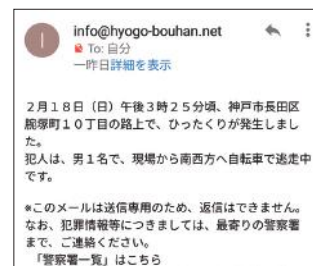 I
info@hyogo-bouhan.net
To: 自分
一昨日詳細を表示
2月18日（日）午後3時25分頃、神戸市長田区
腕塚町10丁目の路上で、ひったくりが発生しまし
た。
犯人は、男1名で、現場から南西方へ自転車で逃走中
です。
*このメールは送信専用のため、返信はできません。
なお、犯罪情報等につきましては、最寄りの警察署
まで、ご連絡ください。
「警察署一覧」はこちら